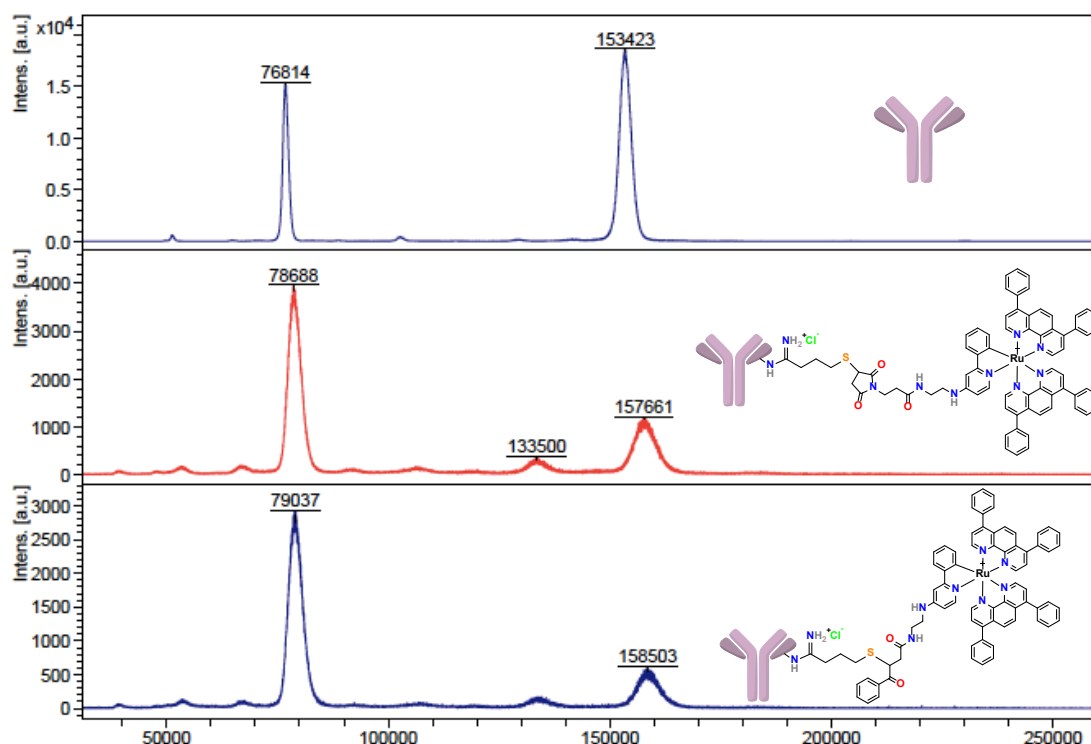 x10⁴
Intens. [a.u.]
1.5
1.0
0.5
0.0
76814
153423
Intens. [a.u.]
4000
3000
2000
1000
0
78688
133500
157661
NH₂⁺Cl⁻
N
H
S
O
O
N
O
H
N
N
H
N
N
N
N
N
Ru⁺
Intens. [a.u.]
3000
2500
2000
1500
1000
500
0
79037
158503
NH₂⁺Cl⁻
N
H
S
O
O
N
H
H
N
N
N
N
N
N
Ru⁺
50000
100000
150000
200000
250000